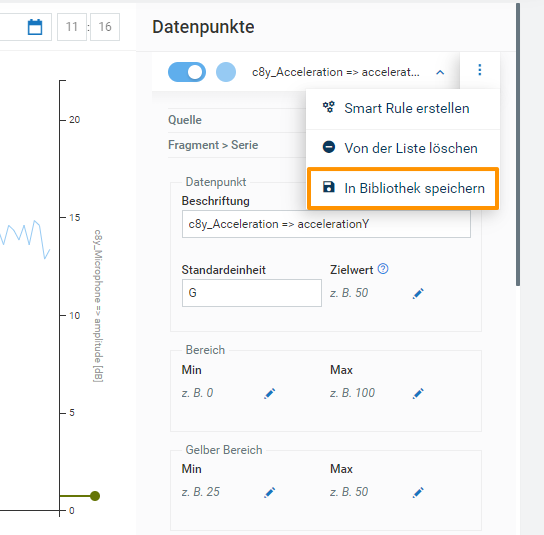 11 : 16
Datenpunkte
c8y_Acceleration => accelerat...
Smart Rule erstellen
Von der Liste löschen
In Bibliothek speichern
Quelle
Fragment > Serie
Datenpunkt
Beschriftung
c8y_Acceleration => accelerationY
Standardeinheit
Zielwert
G
z. B. 50
Bereich
Min
Max
z. B. 0
z. B. 100
Gelber Bereich
Min
Max
z. B. 25
z. B. 50
20
15
10
5
0
c8y_Microphone => amplitude [dB]